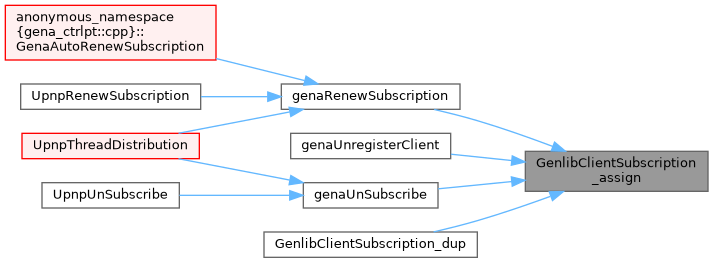 anonymous_namespace
{gena_ctrlpt::cpp}::
GenaAutoRenewSubscription
UpnpRenewSubscription
genaRenewSubscription
UpnpThreadDistribution
genaUnregisterClient
GenlibClientSubscription
_assign
UpnpUnSubscribe
genaUnSubscribe
GenlibClientSubscription_dup